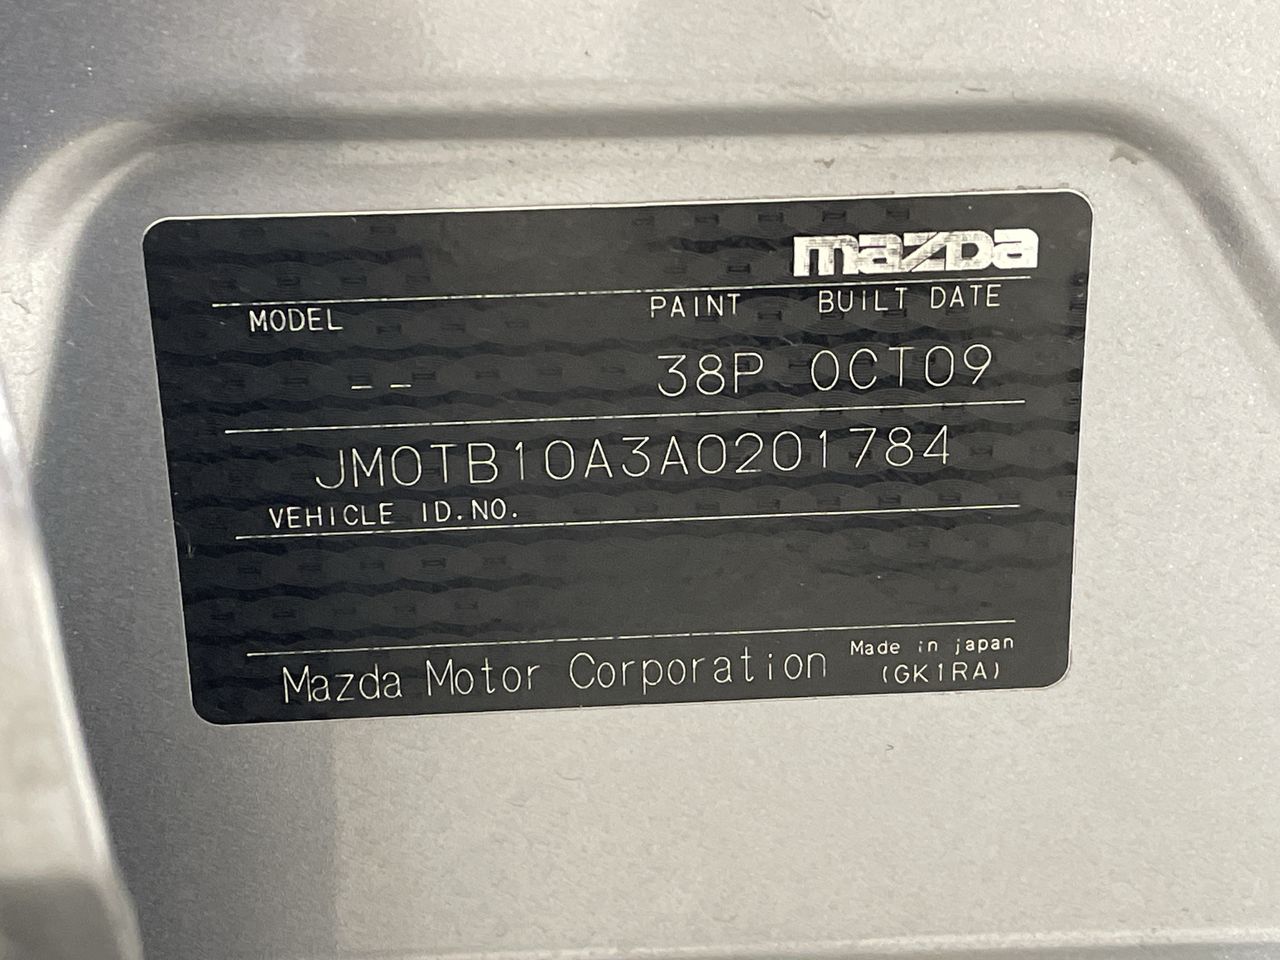 mazda
MODEL PAINT BUILT DATE
-- 38P OCT09
JM0TB10A3A0201784
VEHICLE ID.NO.
Mazda Motor Corporation Made in japan
(GK1RA)